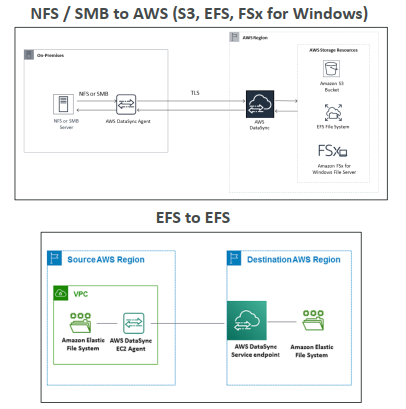 NFS / SMB to AWS (S3, EFS, FSx for Windows)
AWS Region
On-Premises
AWS Storage Resources
Amazon S3
Bucket
NFS or SMB
TLS
NFS or SMB
Server
AWS DataSync Agent
AWS
DataSync
EFS File System
FSx
Amazon FSx for
Windows File Server
EFS to EFS
Source AWS Region
Destination AWS Region
VPC
Amazon Elastic
File System
AWS DataSync
EC2 Agent
AWS DataSync
Service endpoint
Amazon Elastic
File System